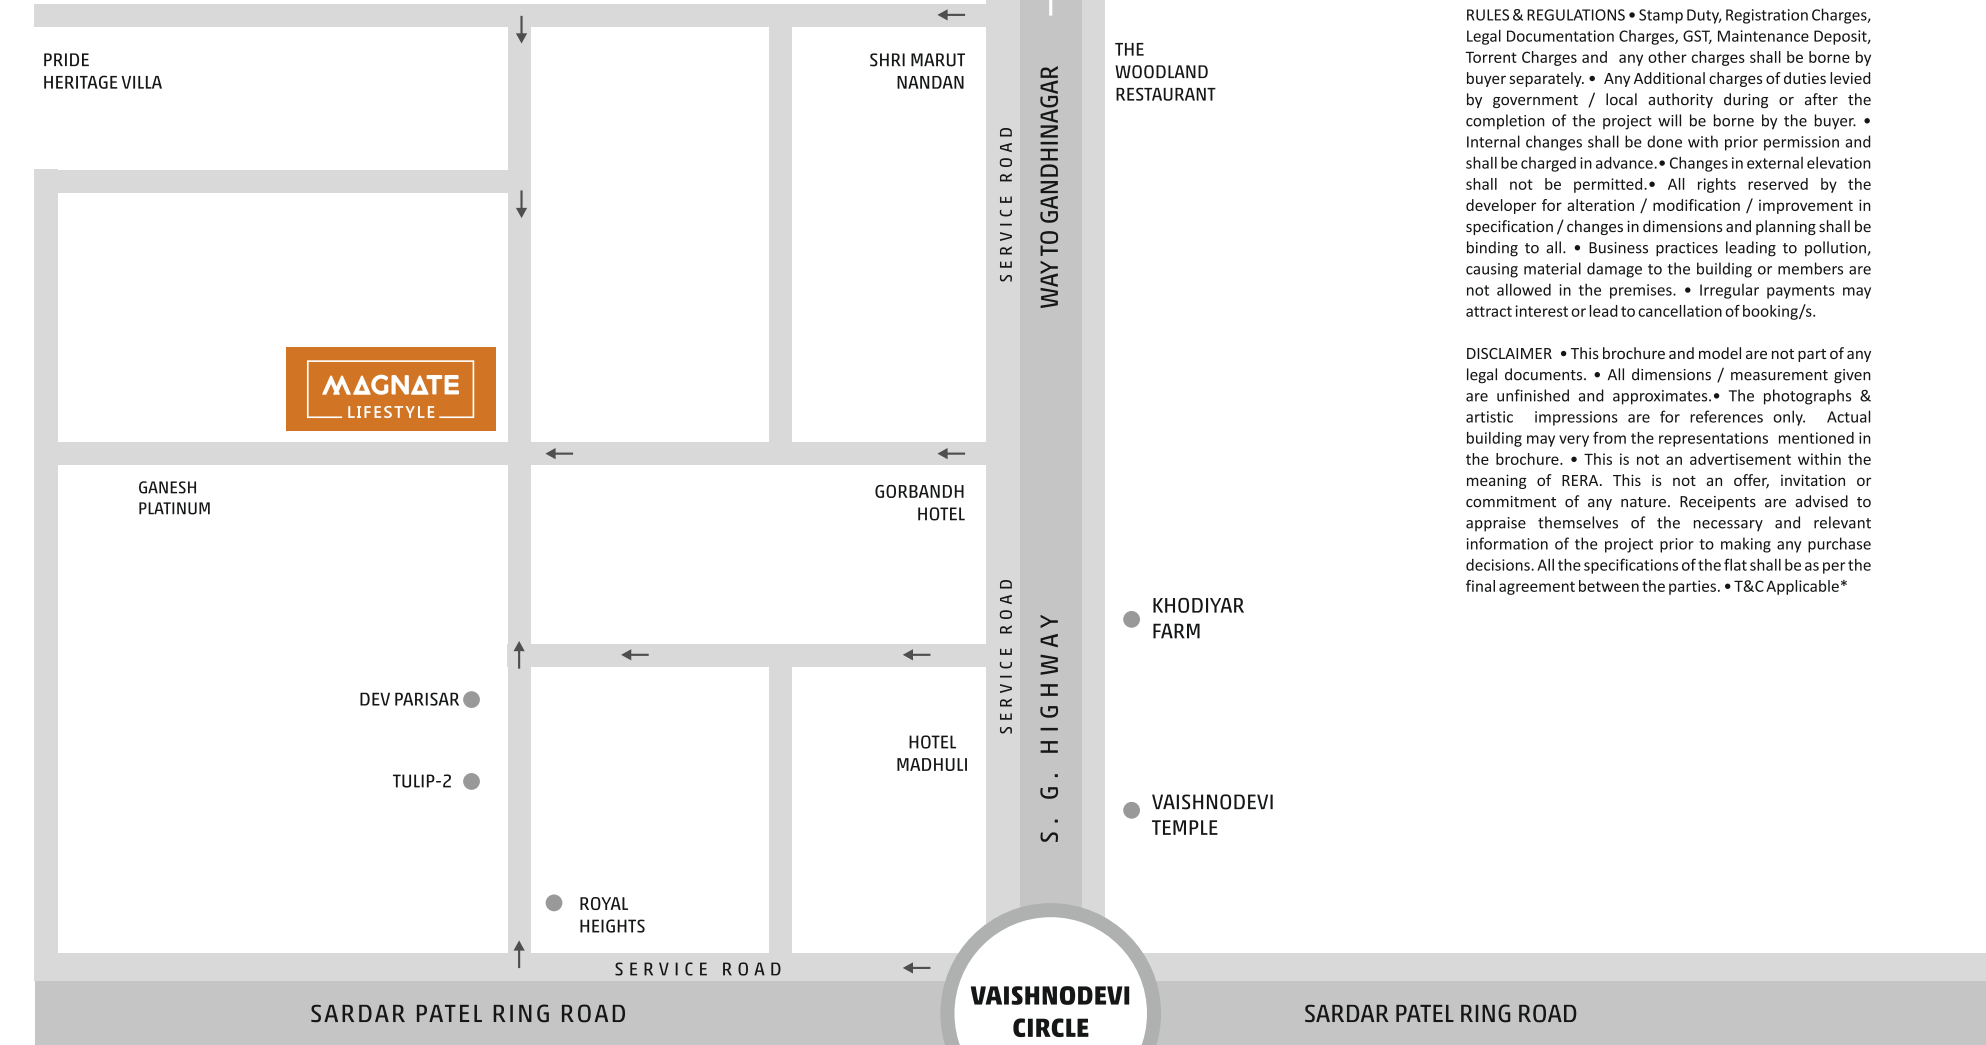 PRIDE
HERITAGE VILLA
SHRI MARUT
NANDAN
THE
WOODLAND
RESTAURANT
SERVICE ROAD
WAY TO GANDHINAGAR
MAGNATE
LIFESTYLE
GANESH
PLATINUM
GORBANDH
HOTEL
SERVICE ROAD
S. G. HIGHWAY
KHODIYAR
FARM
DEV PARISAR
TULIP-2
HOTEL
MADHULI
VAISHNODEVI
TEMPLE
ROYAL
HEIGHTS
SERVICE ROAD
SARDAR PATEL RING ROAD
VAISHNODEVI
CIRCLE
SARDAR PATEL RING ROAD
RULES & REGULATIONS • Stamp Duty, Registration Charges,
Legal Documentation Charges, GST, Maintenance Deposit,
Torrent Charges and any other charges shall be borne by
buyer separately. • Any Additional charges of duties levied
by government / local authority during or after the
completion of the project will be borne by the buyer. •
Internal changes shall be done with prior permission and
shall be charged in advance.• Changes in external elevation
shall not be permitted.• All rights reserved by the
developer for alteration / modification / improvement in
specification / changes in dimensions and planning shall be
binding to all. • Business practices leading to pollution,
causing material damage to the building or members are
not allowed in the premises. • Irregular payments may
attract interest or lead to cancellation of booking/s.
DISCLAIMER • This brochure and model are not part of any
legal documents. • All dimensions / measurement given
are unfinished and approximates.• The photographs &
artistic impressions are for references only. Actual
building may very from the representations mentioned in
the brochure. • This is not an advertisement within the
meaning of RERA. This is not an offer, invitation or
commitment of any nature. Receipents are advised to
appraise themselves of the necessary and relevant
information of the project prior to making any purchase
decisions. All the specifications of the flat shall be as per the
final agreement between the parties. • T&C Applicable*